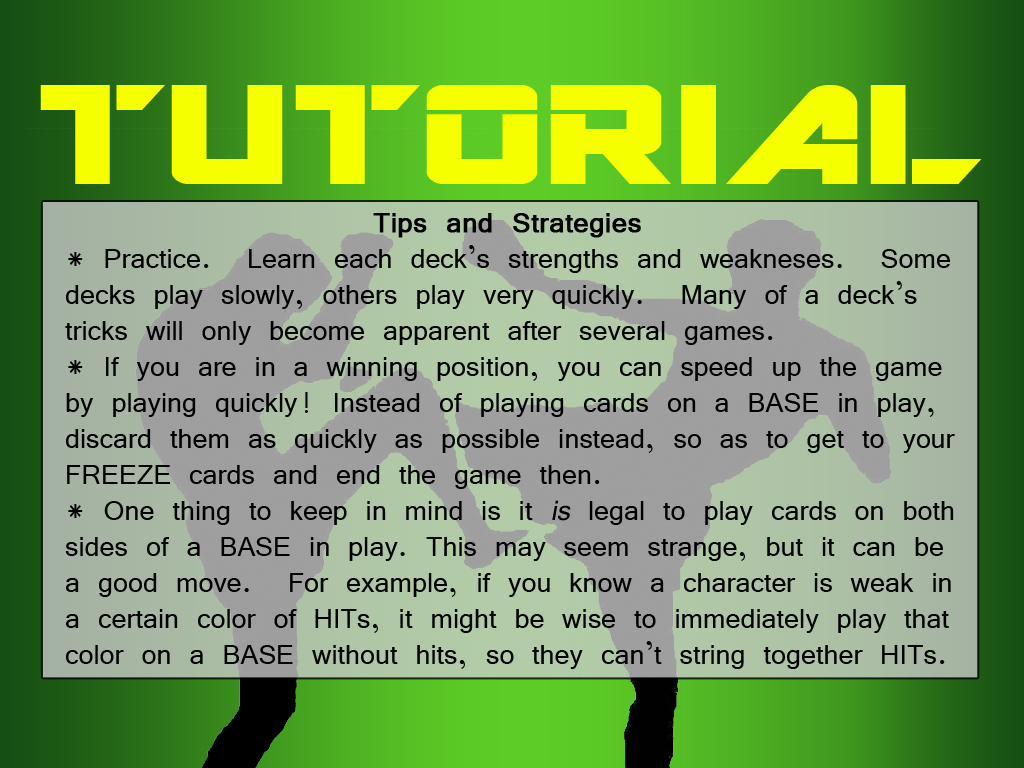 TUTORIAL
Tips and Strategies
* Practice. Learn each deck's strengths and weakneses. Some
decks play slowly, others play very quickly. Many of a deck's
tricks will only become apparent after several games.
* If you are in a winning position, you can speed up the game
by playing quickly! Instead of playing cards on a BASE in play,
discard them as quickly as possible instead, so as to get to your
FREEZE cards and end the game then.
* One thing to keep in mind is it is legal to play cards on both
sides of a BASE in play. This may seem strange, but it can be
a good move. For example, if you know a character is weak in
a certain color of HITs, it might be wise to immediately play that
color on a BASE without hits, so they can't string together HITs.